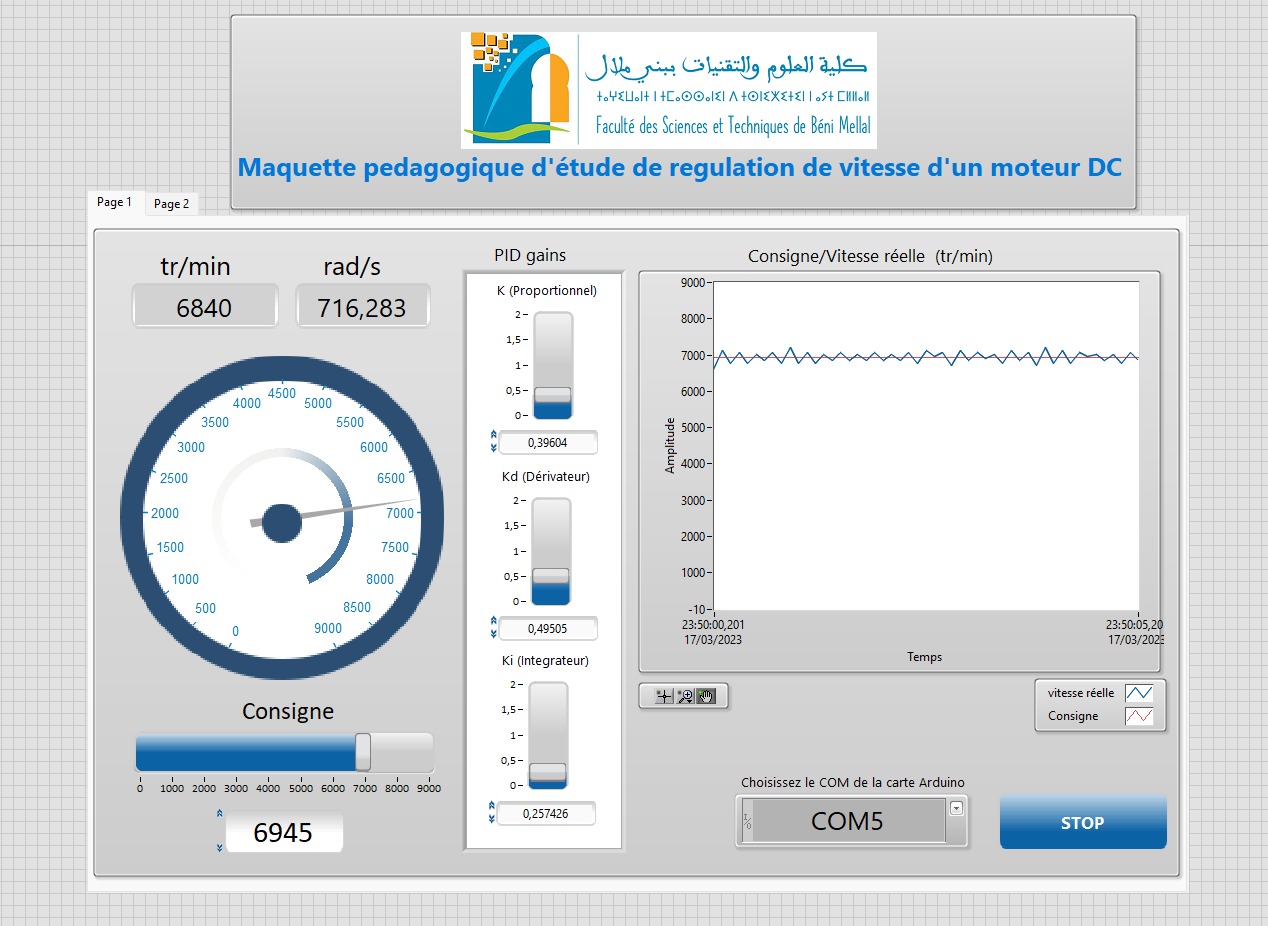 كلية العلوم والتقنيات ببني ملال
Faculté des Sciences et Techniques de Béni Mellal
Maquette pedagogique d'étude de regulation de vitesse d'un moteur DC
Page 1
Page 2
tr/min
rad/s
6840
716,283
0
500
1000
1500
2000
2500
3000
3500
4000
4500
5000
5500
6000
6500
7000
7500
8000
8500
9000
Consigne
0 1000 2000 3000 4000 5000 6000 7000 8000 9000
6945
PID gains
K (Proportionnel)
2
1,5
1
0,5
0
0,39604
Kd (Dérivateur)
2
1,5
1
0,5
0
0,49505
Ki (Integrateur)
2
1,5
1
0,5
0
0,257426
Consigne/Vitesse réelle (tr/min)
Amplitude
9000
8000
7000
6000
5000
4000
3000
2000
1000
-10
23:50:00,201
17/03/2023
23:50:05,20
17/03/2023
Temps
vitesse réelle
Consigne
Choisissez le COM de la carte Arduino
I/0
COM5
STOP